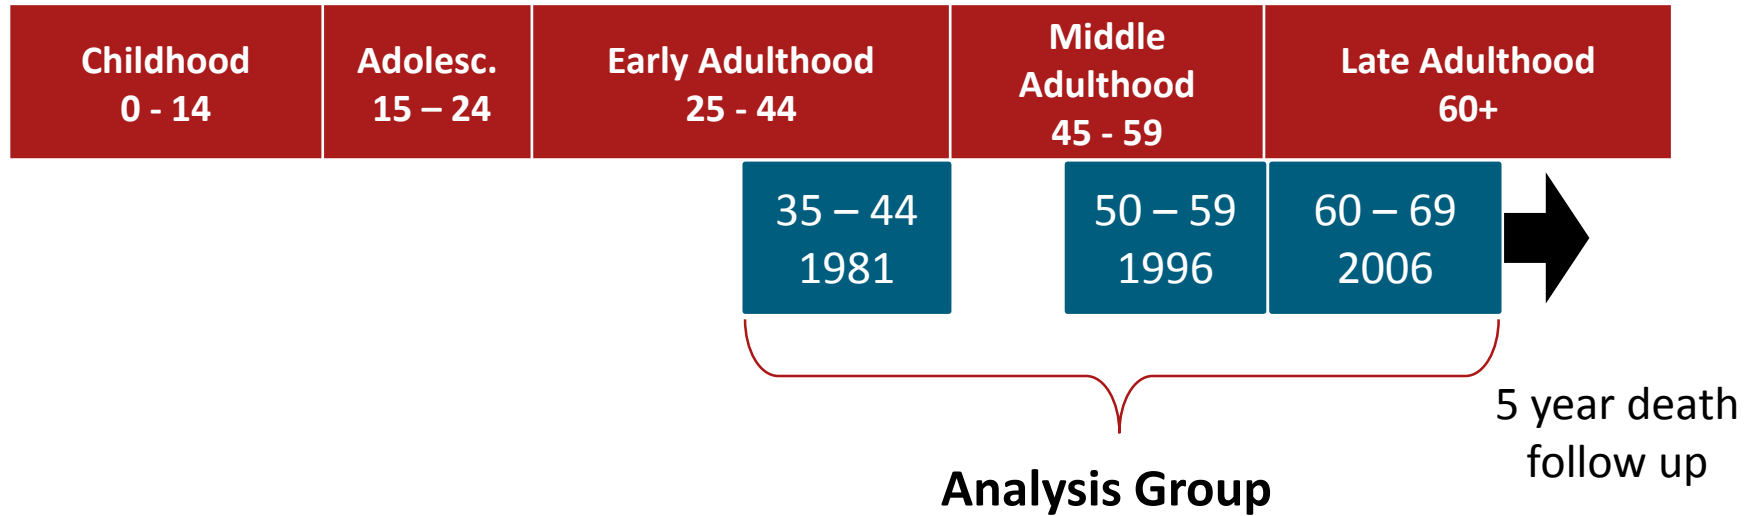 Childhood
0 - 14
Adolesc.
15 – 24
Early Adulthood
25 - 44
Middle
Adulthood
45 - 59
Late Adulthood
60+
35 – 44
1981
50 – 59
1996
60 – 69
2006
5 year death
follow up
Analysis Group